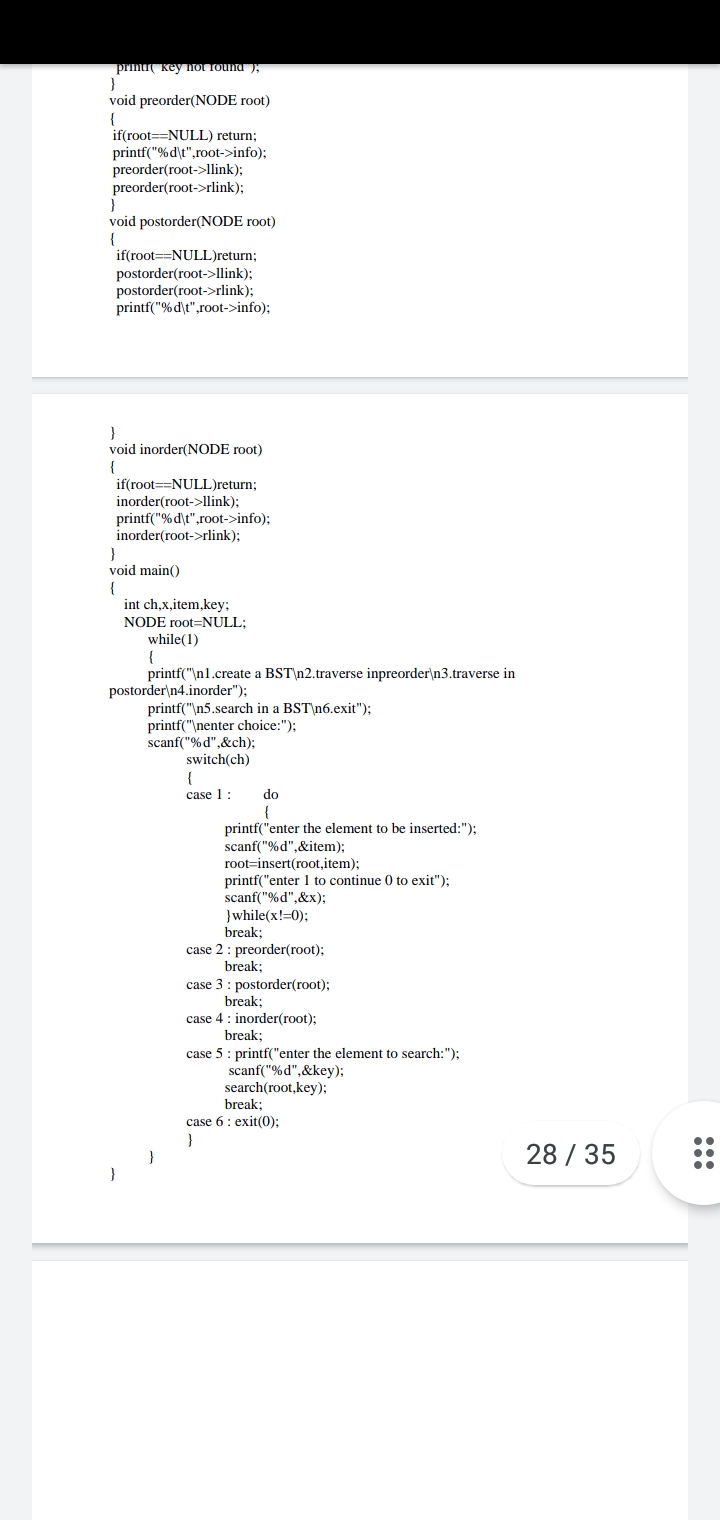 printf("key not found");
}
void preorder(NODE root)
{
if(root==NULL) return;
printf("%d\t",root->info);
preorder(root->llink);
preorder(root->rlink);
}
void postorder(NODE root)
{
if(root==NULL)return;
postorder(root->llink);
postorder(root->rlink);
printf("%d\t",root->info);
}
void inorder(NODE root)
{
if(root==NULL)return;
inorder(root->llink);
printf("%d\t",root->info);
inorder(root->rlink);
}
void main()
{
int ch,x,item,key;
NODE root=NULL;
while(1)
{
printf("\n1.create a BST\n2.traverse inpreorder\n3.traverse in
postorder\n4.inorder");
printf("\n5.search in a BST\n6.exit");
printf("\nenter choice:");
scanf("%d",&ch);
switch(ch)
{
case 1 : do
{
printf("enter the element to be inserted:");
scanf("%d",&item);
root=insert(root,item);
printf("enter 1 to continue 0 to exit");
scanf("%d",&x);
}while(x!=0);
break;
case 2 : preorder(root);
break;
case 3 : postorder(root);
break;
case 4 : inorder(root);
break;
case 5 : printf("enter the element to search:");
scanf("%d",&key);
search(root,key);
break;
case 6 : exit(0);
}
}
}
28 / 35